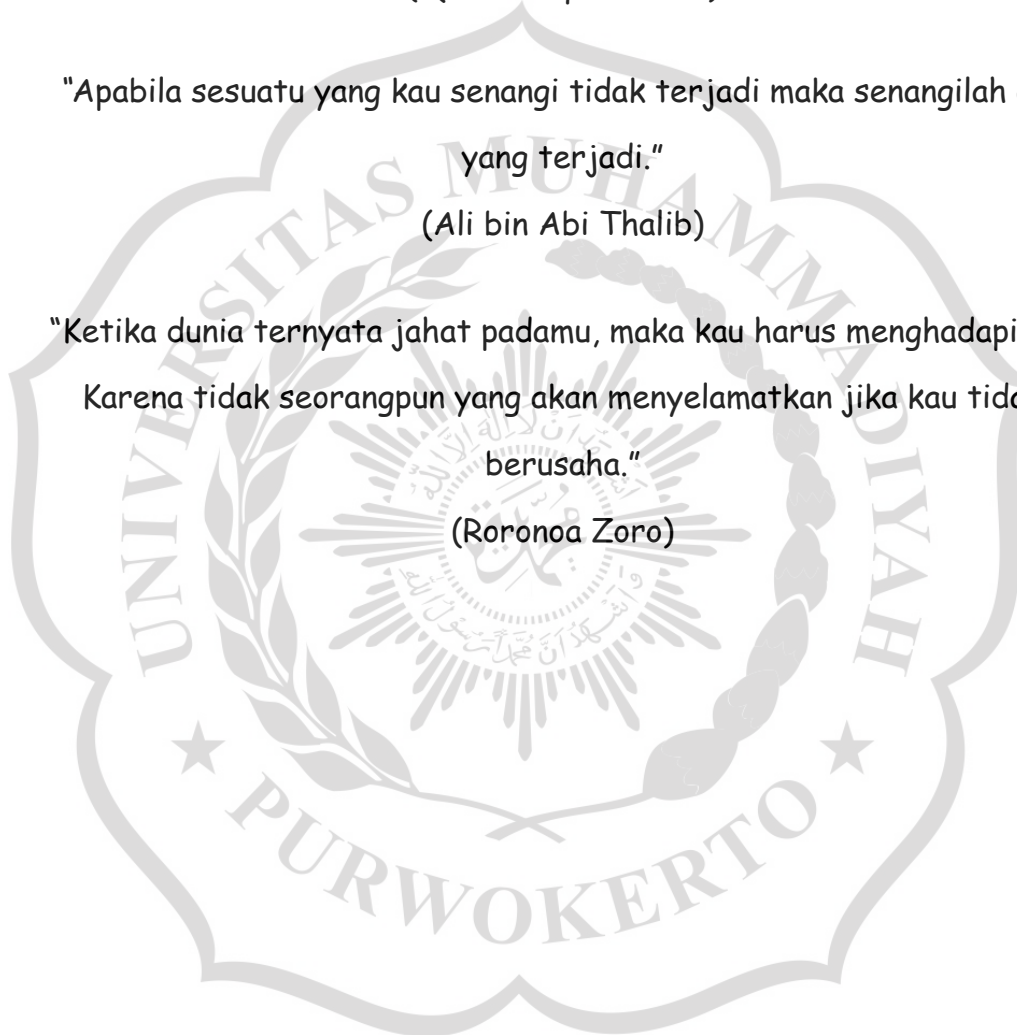 “Apabila sesuatu yang kau senangi tidak terjadi maka senangilah
yang terjadi.”
(Ali bin Abi Thalib)
“Ketika dunia ternyata jahat padamu, maka kau harus menghadapi
Karena tidak seorangpun yang akan menyelamatkan jika kau
berusaha.”
(Roronoa Zoro)
UNIVERSITAS MUHAMMADIYAH
PURWOKERTO